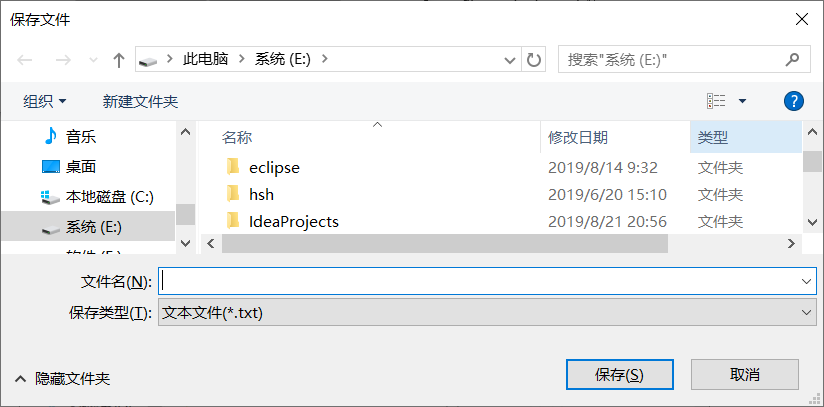 保存文件
此电脑 系统 (E:)
搜索"系统 (E:)"
组织 新建文件夹
音乐
桌面
本地磁盘 (C:)
系统 (E:)
名称 修改日期 类型
eclipse 2019/8/14 9:32 文件夹
hsh 2019/6/20 15:10 文件夹
IdeaProjects 2019/8/21 20:56 文件夹
文件名(N):
保存类型(T): 文本文件(*.txt)
隐藏文件夹
保存(S) 取消